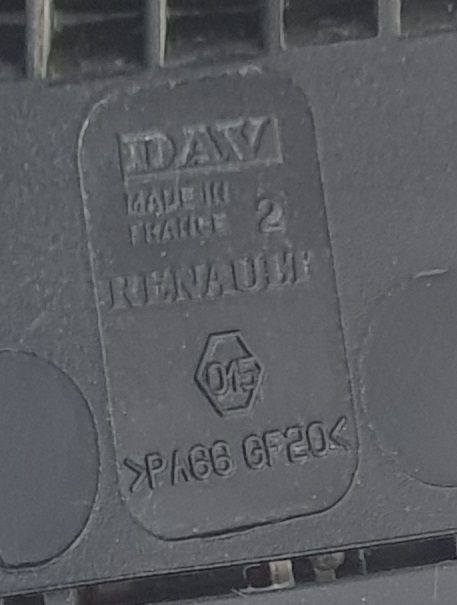 DAV
MADE IN
FRANCE 2
RENAULT
015
>PA66 GF20<